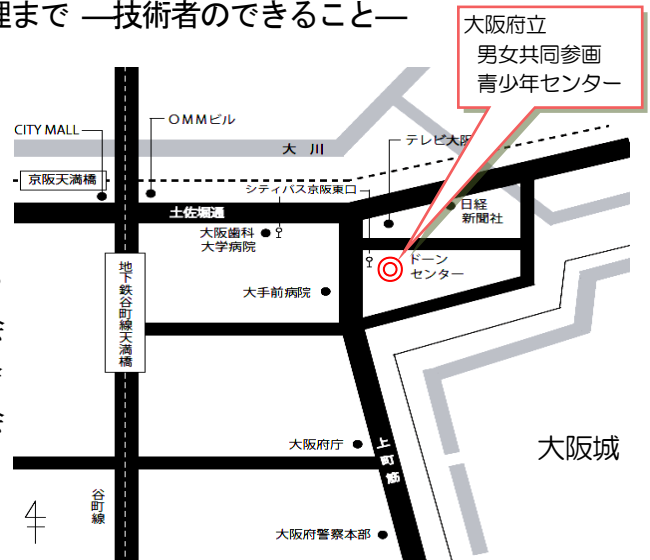 理まで ―技術者のできること―
大阪府立
男女共同参画
青少年センター
CITY MALL
OMMビル
大 川
テレビ大阪
京阪天満橋
シティバス京阪東口
土佐堀通
日経
新聞社
大阪歯科
大学病院
ドーン
センター
地下鉄谷町線天満橋
大手前病院
大阪府庁
上町筋
大阪城
谷町線
大阪府警察本部